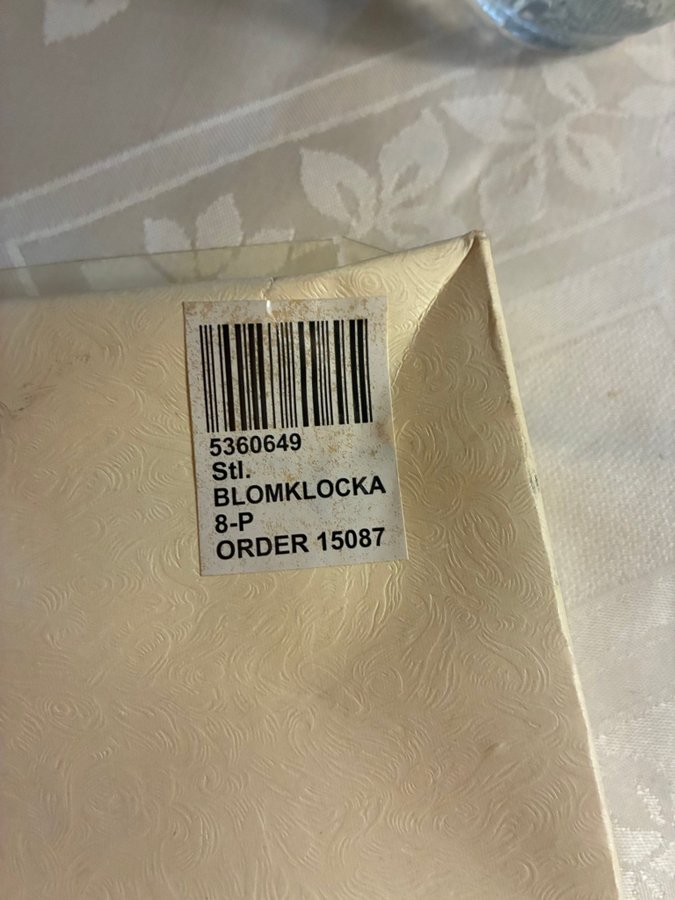 5360649
Stl.
BLOMKLOCKA
8-P
ORDER 15087